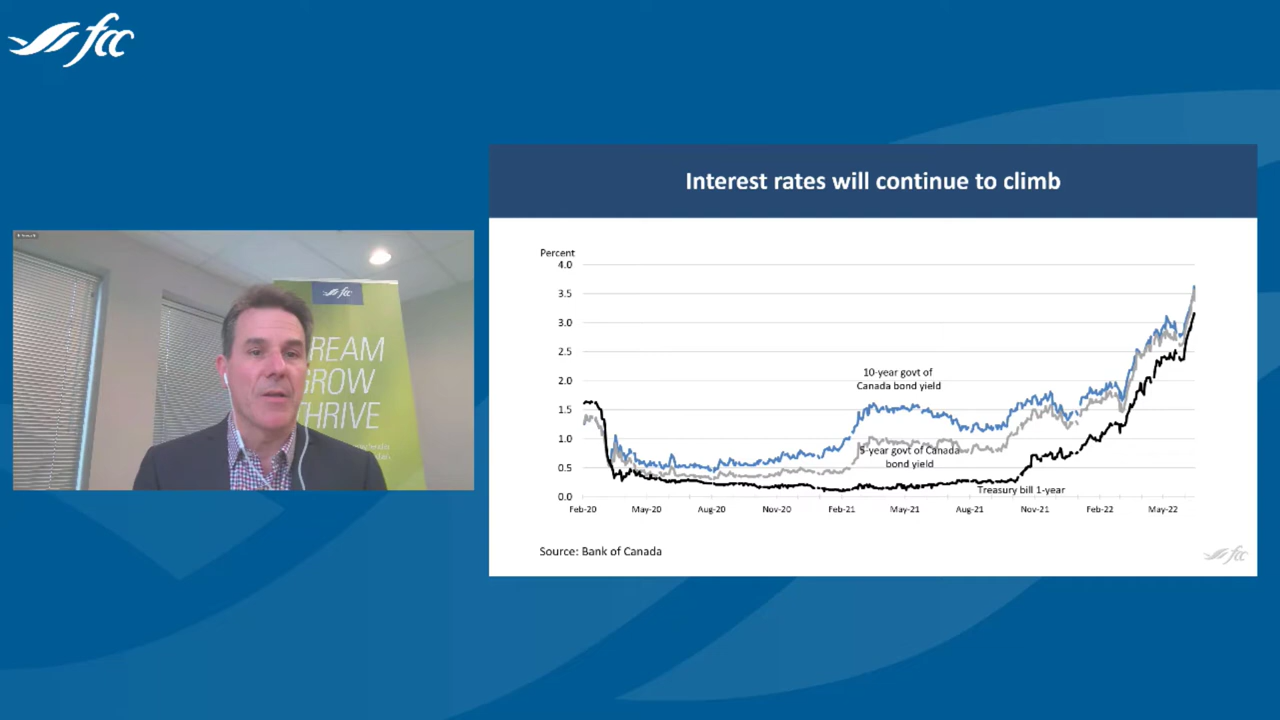 fcc
Interest rates will continue to climb
fcc
REAM
ROW
THRIVE
Percent
4.0
3.5
3.0
2.5
2.0
1.5
1.0
0.5
0.0
10-year govt of
Canada bond yield
5-year govt of Canada
bond yield
Treasury bill 1-year
Feb-20 May-20 Aug-20 Nov-20 Feb-21 May-21 Aug-21 Nov-21 Feb-22 May-22
Source: Bank of Canada
fcc